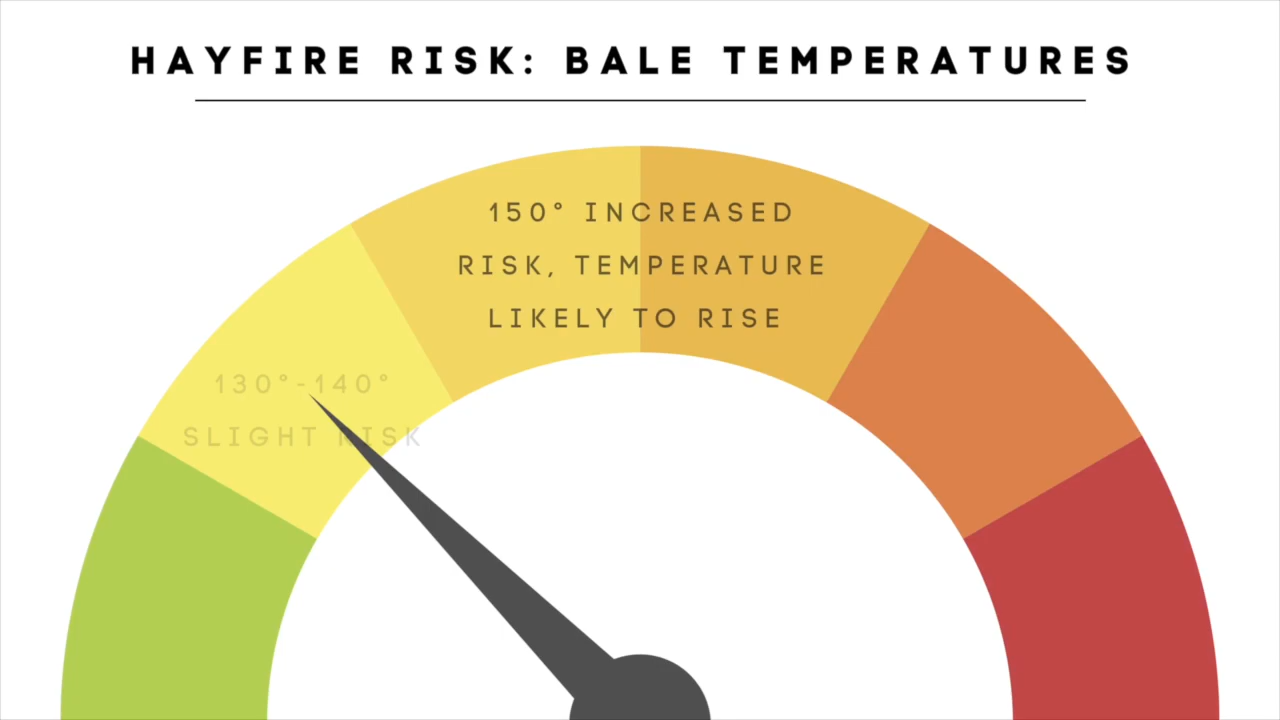 HAYFIRE RISK: BALE TEMPERATURES
150° INCREASED
RISK, TEMPERATURE
LIKELY TO RISE
130°-140°
SLIGHT RISK